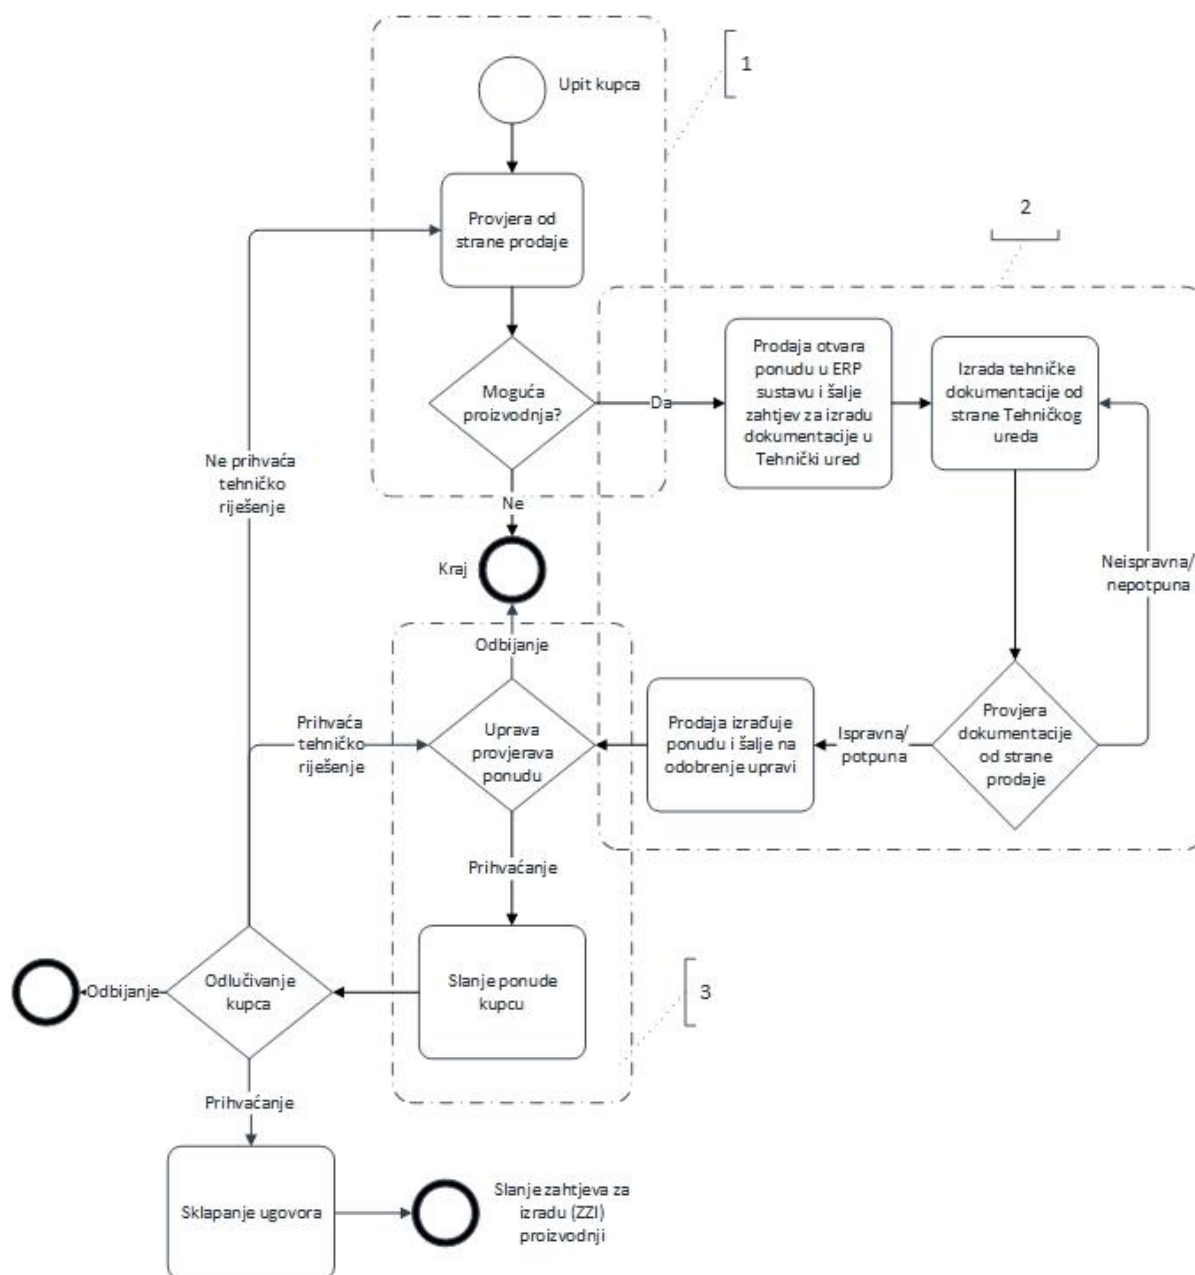 Upit kupca
1
Provjera od
strane prodaje
2
Moguća
proizvodnja?
Da
Prodaja otvara
ponudu u ERP
sustavu i šalje
zahtjev za izradu
dokumentacije u
Tehnički ured
Izrada tehničke
dokumentacije od
strane Tehničkog
ureda
Ne prihvaća
tehničko
riješenje
Ne
Kraj
Neispravna/
nepotpuna
Odbijanje
Prihvaća
tehničko
riješenje
Uprava
provjerava
ponudu
Prodaja izrađuje
ponudu i šalje na
odobrenje upravi
Ispravna/
potpuna
Provjera
dokumentacije
od strane
prodaje
Prihvaćanje
Odbijanje
Odlučivanje
kupca
Slanje ponude
kupcu
3
Prihvaćanje
Sklapanje ugovora
Slanje zahtjeva za
izradu (ZZI)
proizvodnji